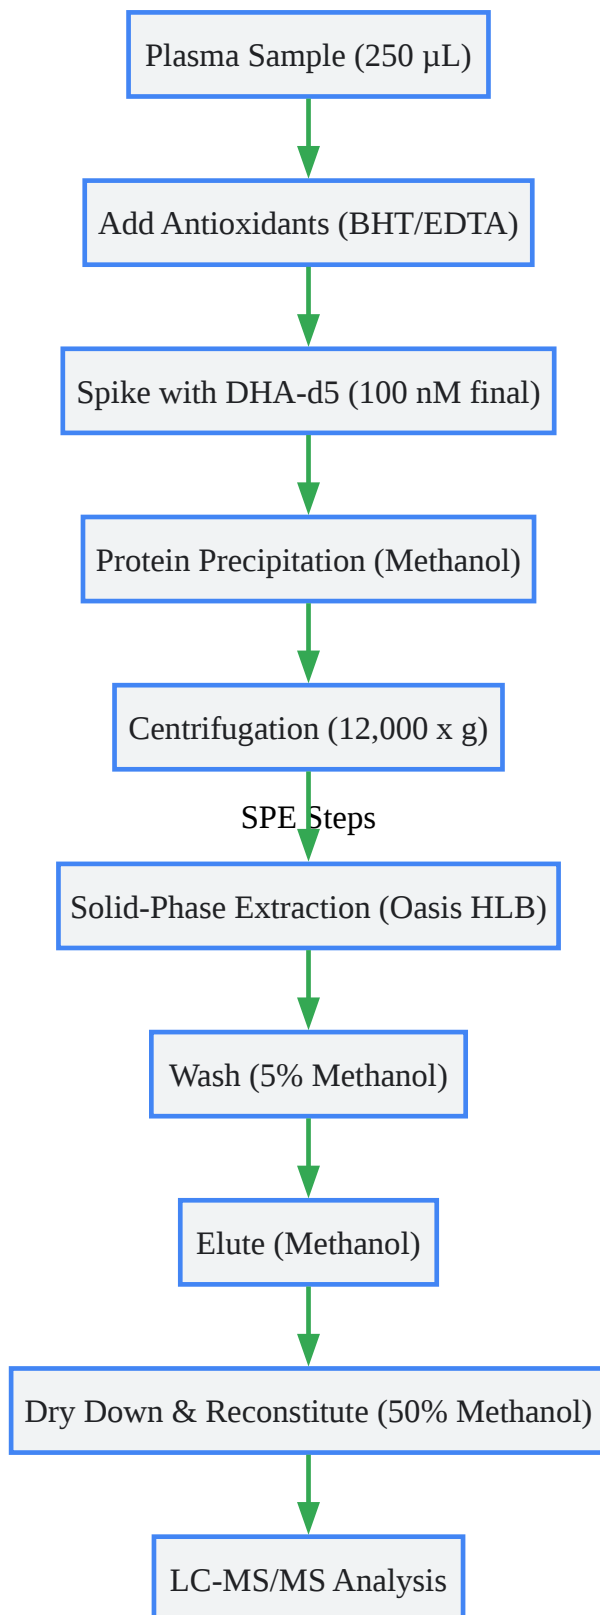 Plasma Sample (250 µL)
Add Antioxidants (BHT/EDTA)
Spike with DHA-d5 (100 nM final)
Protein Precipitation (Methanol)
Centrifugation (12,000 x g)
SPE Steps
Solid-Phase Extraction (Oasis HLB)
Wash (5% Methanol)
Elute (Methanol)
Dry Down & Reconstitute (50% Methanol)
LC-MS/MS Analysis